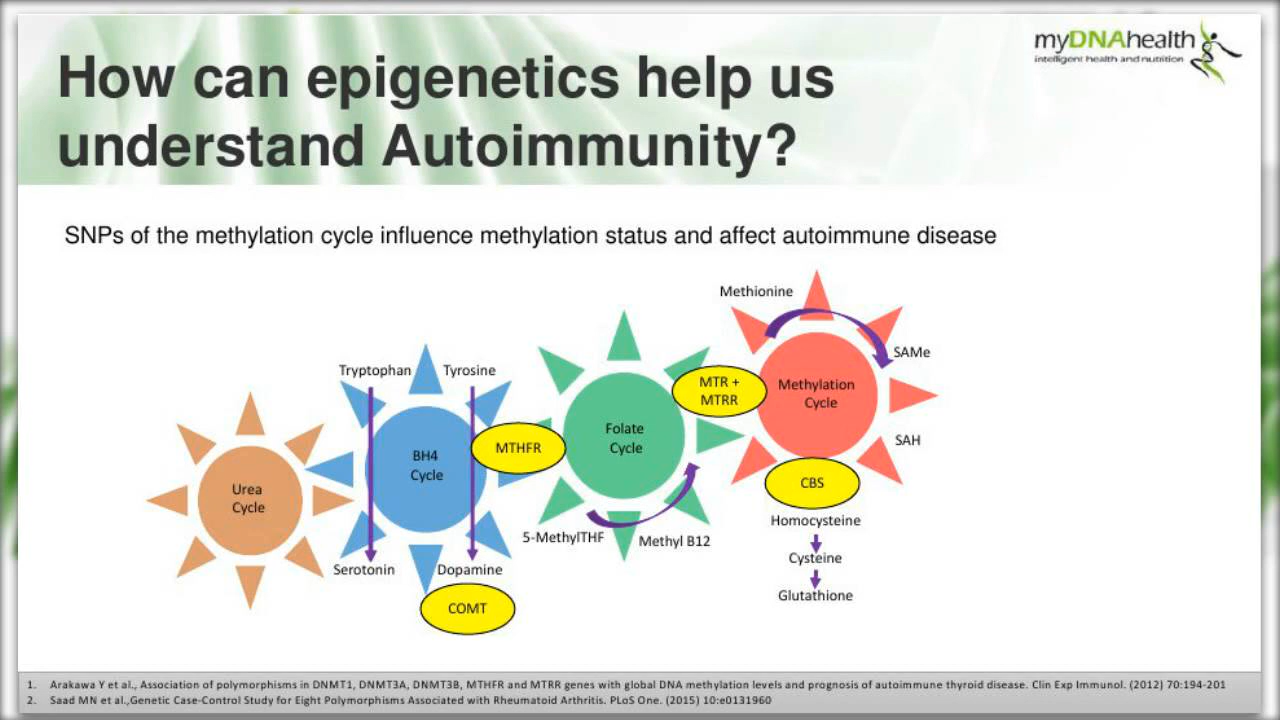 myDNAhealth
intelligent health and nutrition
How can epigenetics help us
understand Autoimmunity?
SNPs of the methylation cycle influence methylation status and affect autoimmune disease
Methionine
SAMe
Tryptophan
Tyrosine
MTR +
MTRR
Methylation
Cycle
Folate
Cycle
SAH
MTHFR
BH4
Cycle
CBS
Urea
Cycle
Homocysteine
5-MethylTHF
Methyl B12
Cysteine
Serotonin
Dopamine
Glutathione
COMT
1. Arakawa Y et al., Association of polymorphisms in DNMT1, DNMT3A, DNMT3B, MTHFR and MTRR genes with global DNA methylation levels and prognosis of autoimmune thyroid disease. Clin Exp Immunol. (2012) 70:194-201
2. Saad MN et al.,Genetic Case-Control Study for Eight Polymorphisms Associated with Rheumatoid Arthritis. PLoS One. (2015) 10:e0131960